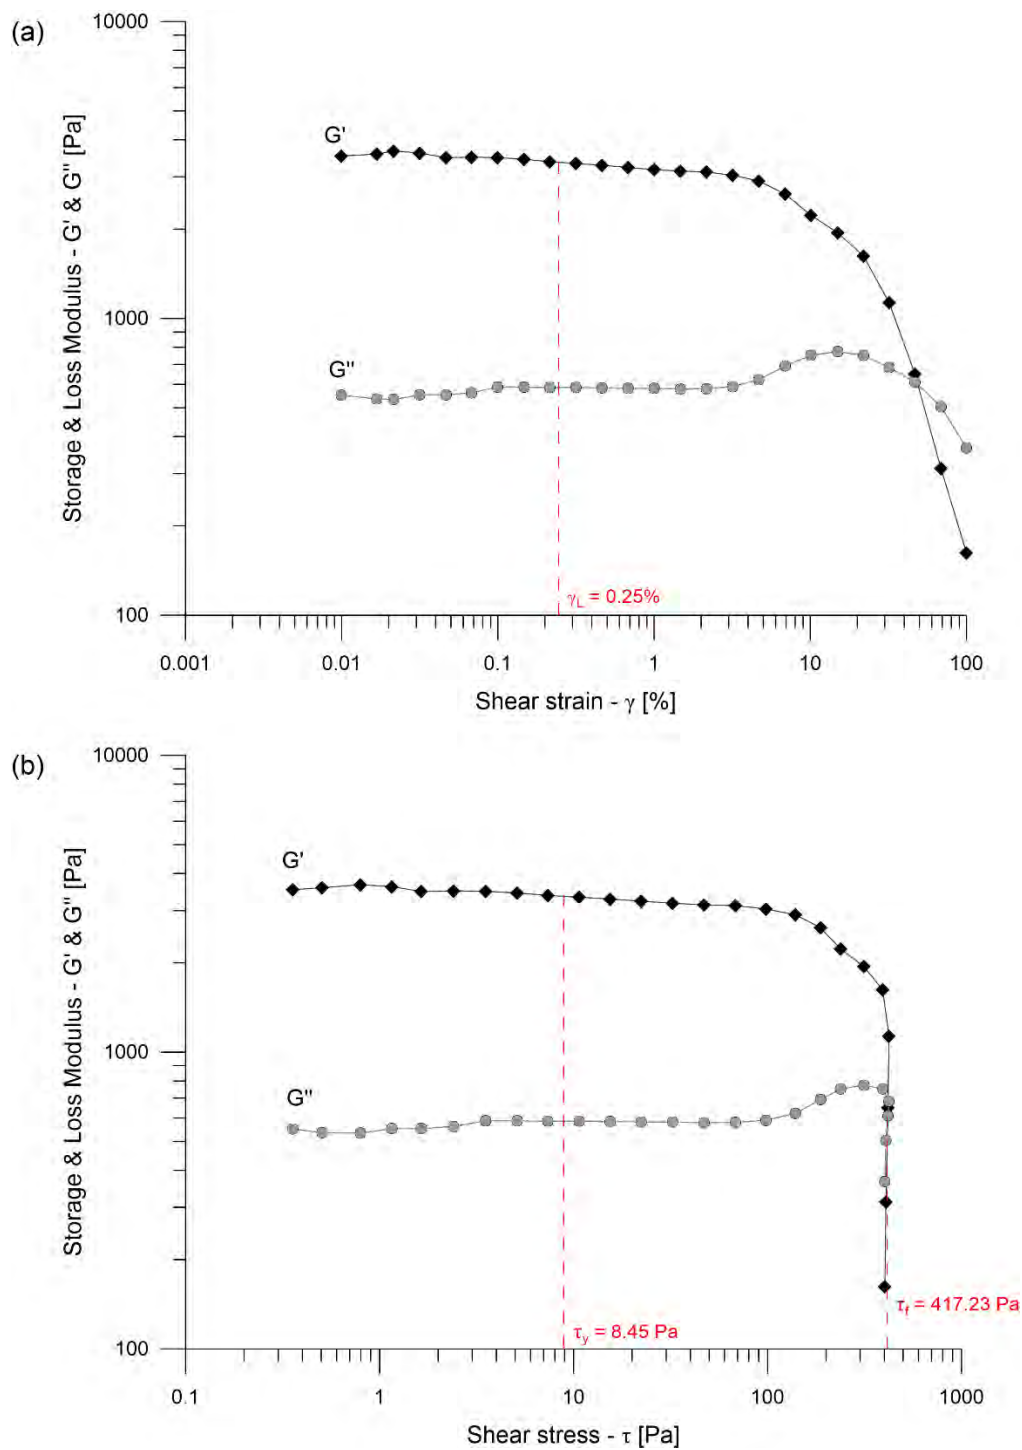 (a)
10000
1000
100
Storage & Loss Modulus - G' & G" [Pa]
G'
G"
γL = 0.25%
0.001 0.01 0.1 1 10 100
Shear strain - γ [%]
(b)
10000
1000
100
Storage & Loss Modulus - G' & G" [Pa]
G'
G"
τf = 417.23 Pa
τy = 8.45 Pa
0.1 1 10 100 1000
Shear stress - τ [Pa]